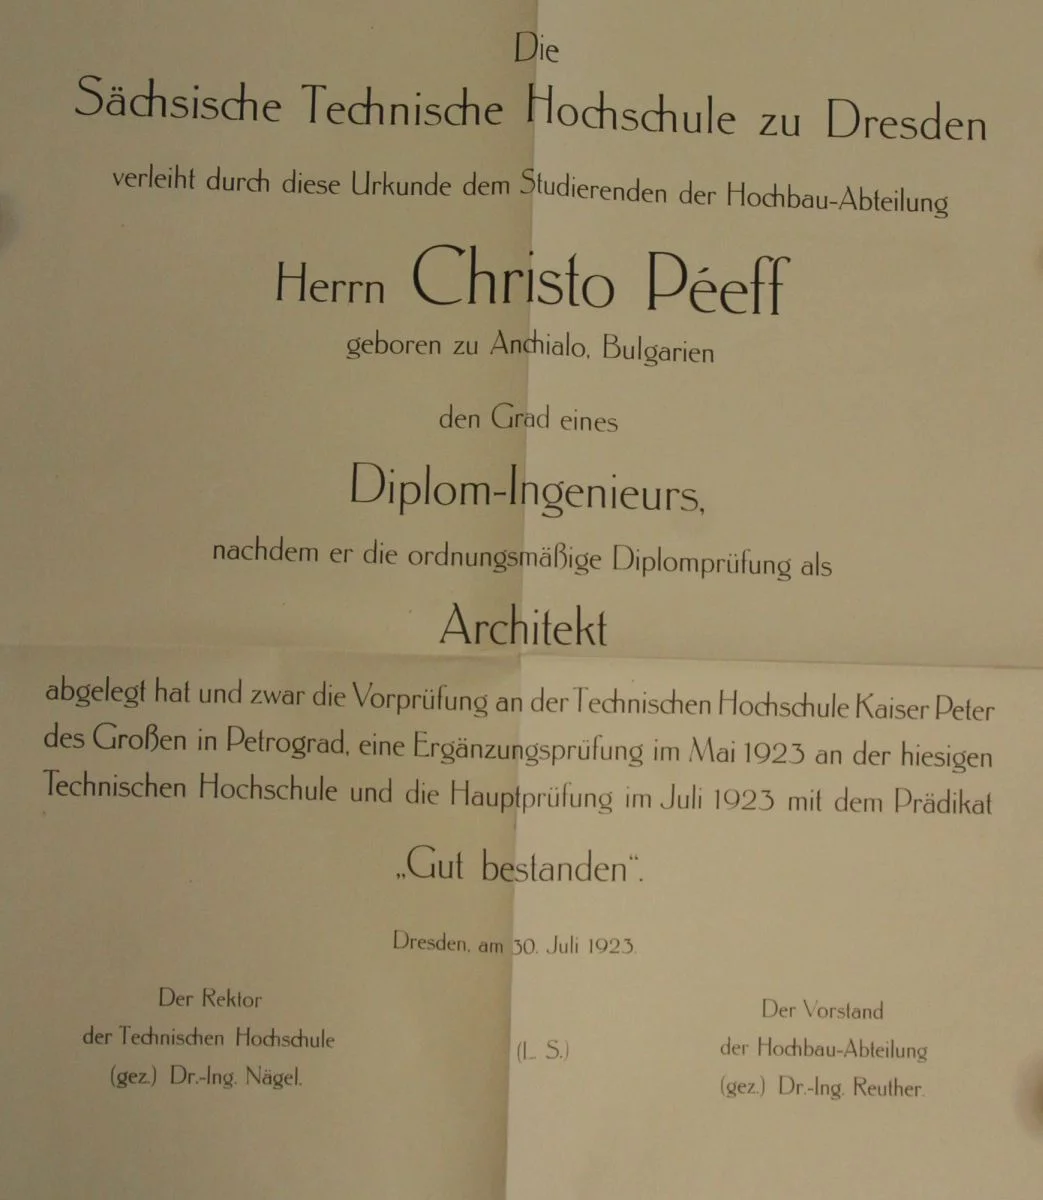 Die
Sächsische Technische Hochschule zu Dresden
verleiht durch diese Urkunde dem Studierenden der Hochbau-Abteilung
Herrn Christo Péeff
geboren zu Anchialo, Bulgarien
den Grad eines
Diplom-Ingenieurs,
nachdem er die ordnungsmäßige Diplomprüfung als
Architekt
abgelegt hat und zwar die Vorprüfung an der Technischen Hochschule Kaiser Peter
des Großen in Petrograd, eine Ergänzungsprüfung im Mai 1923 an der hiesigen
Technischen Hochschule und die Hauptprüfung im Juli 1923 mit dem Prädikat
„Gut bestanden“.
Dresden, am 30. Juli 1923.
Der Rektor
der Technischen Hochschule
(gez.) Dr.-Ing. Nägel.
(L. S.)
Der Vorstand
der Hochbau-Abteilung
(gez.) Dr.-Ing. Reuther.